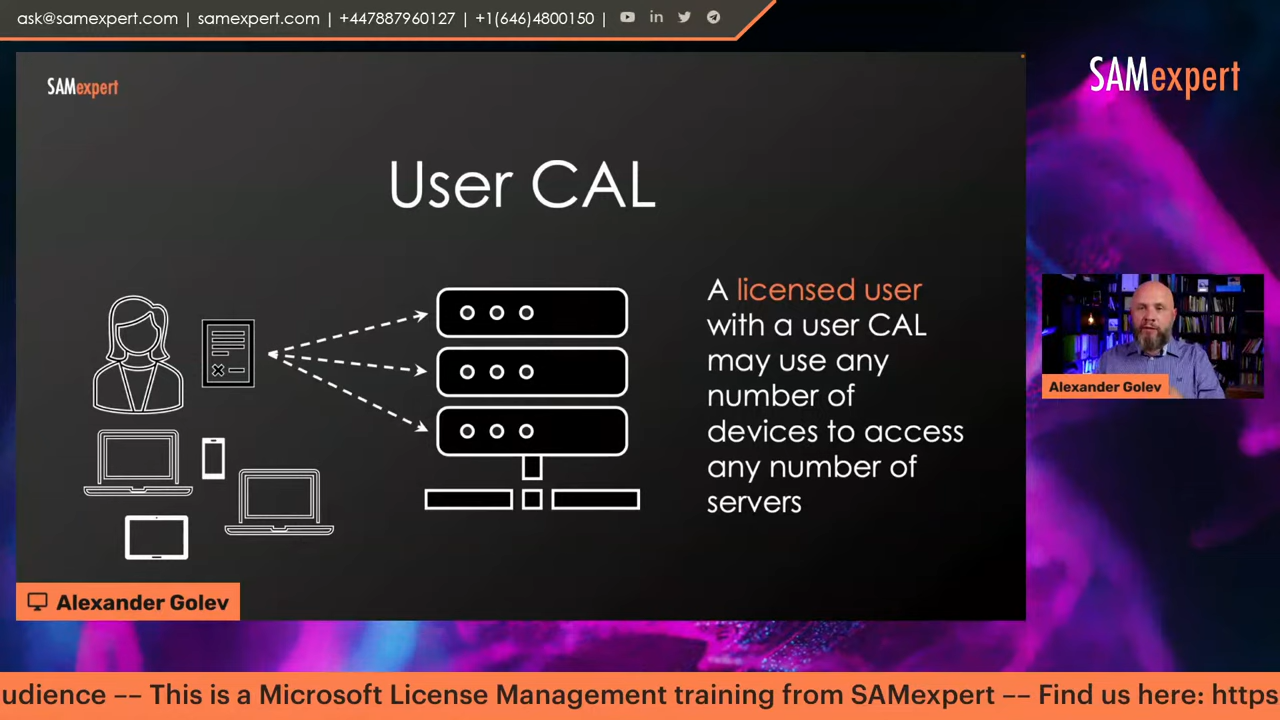 ask@samexpert.com | samexpert.com | +447887960127 | +1(646)4800150 |
SAMexpert
SAMexpert
User CAL
A licensed user
with a user CAL
may use any
number of
devices to access
any number of
servers
Alexander Golev
Alexander Golev
udience –– This is a Microsoft License Management training from SAMexpert –– Find us here: https